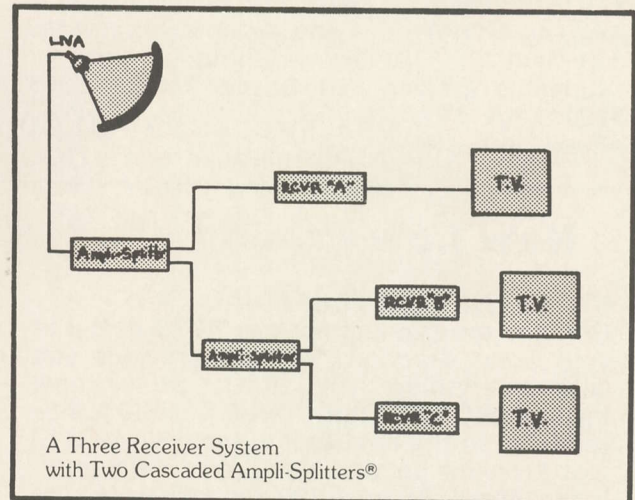 LNA
RCVR "A"
T.V.
Ampli-Splitter
RCVR "B"
T.V.
Ampli-Splitter
RCVR "C"
T.V.
A Three Receiver System
with Two Cascaded Ampli-Splitters®